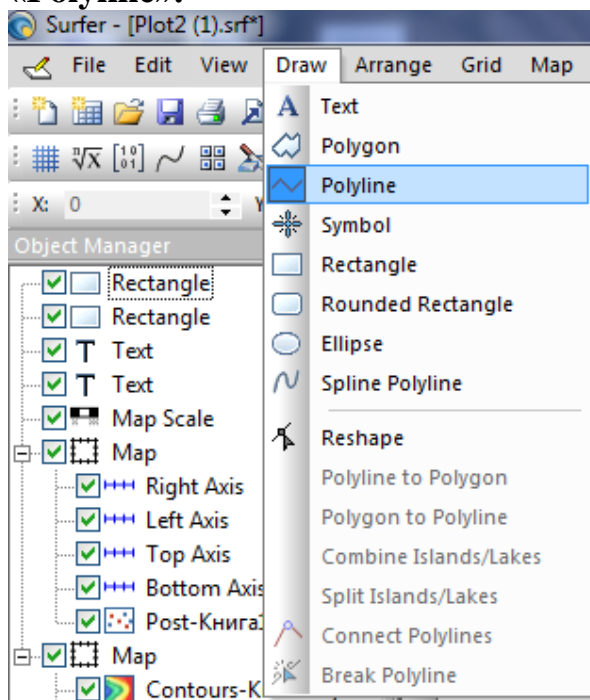 «Polyline».
Surfer - [Plot2 (1).srf*]
File Edit View Draw Arrange Grid Map
X: 0
Object Manager
Rectangle
Rectangle
Text
Text
Map Scale
Map
Right Axis
Left Axis
Top Axis
Bottom Axis
Post-Книга
Map
Contours-К
Text
Polygon
Polyline
Symbol
Rectangle
Rounded Rectangle
Ellipse
Spline Polyline
Reshape
Polyline to Polygon
Polygon to Polyline
Combine Islands/Lakes
Split Islands/Lakes
Connect Polylines
Break Polyline